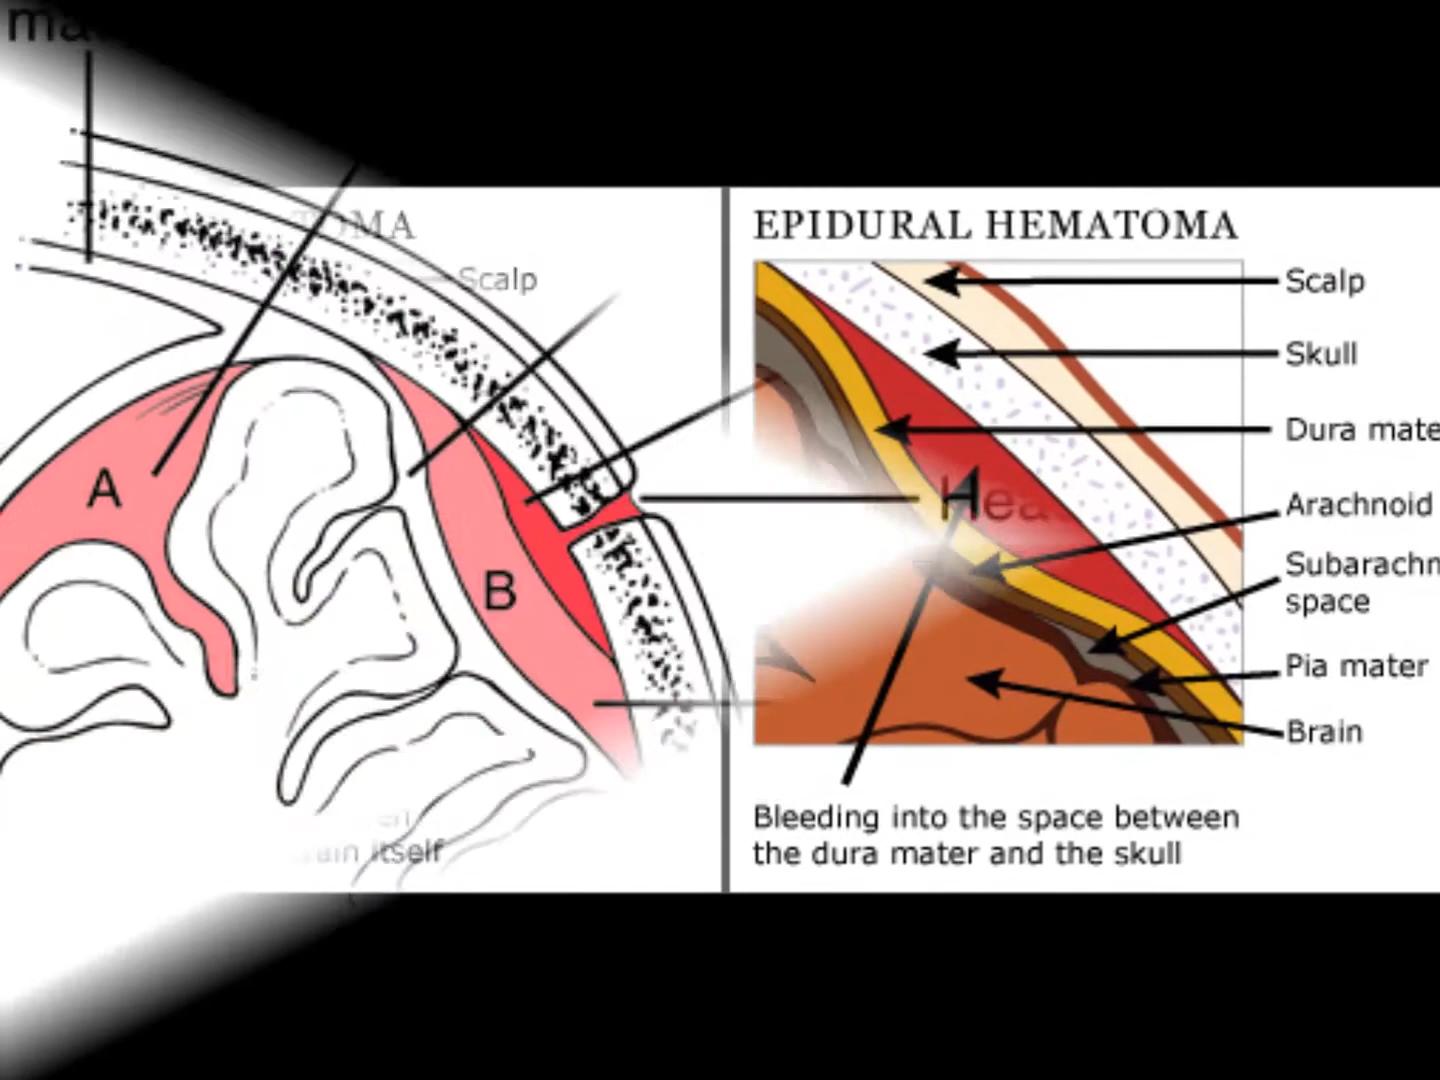 A
B
Scalp
itself
EPIDURAL HEMATOMA
Scalp
Skull
Dura mate
Arachnoid
Subarachn
space
Pia mater
Brain
Bleeding into the space between
the dura mater and the skull